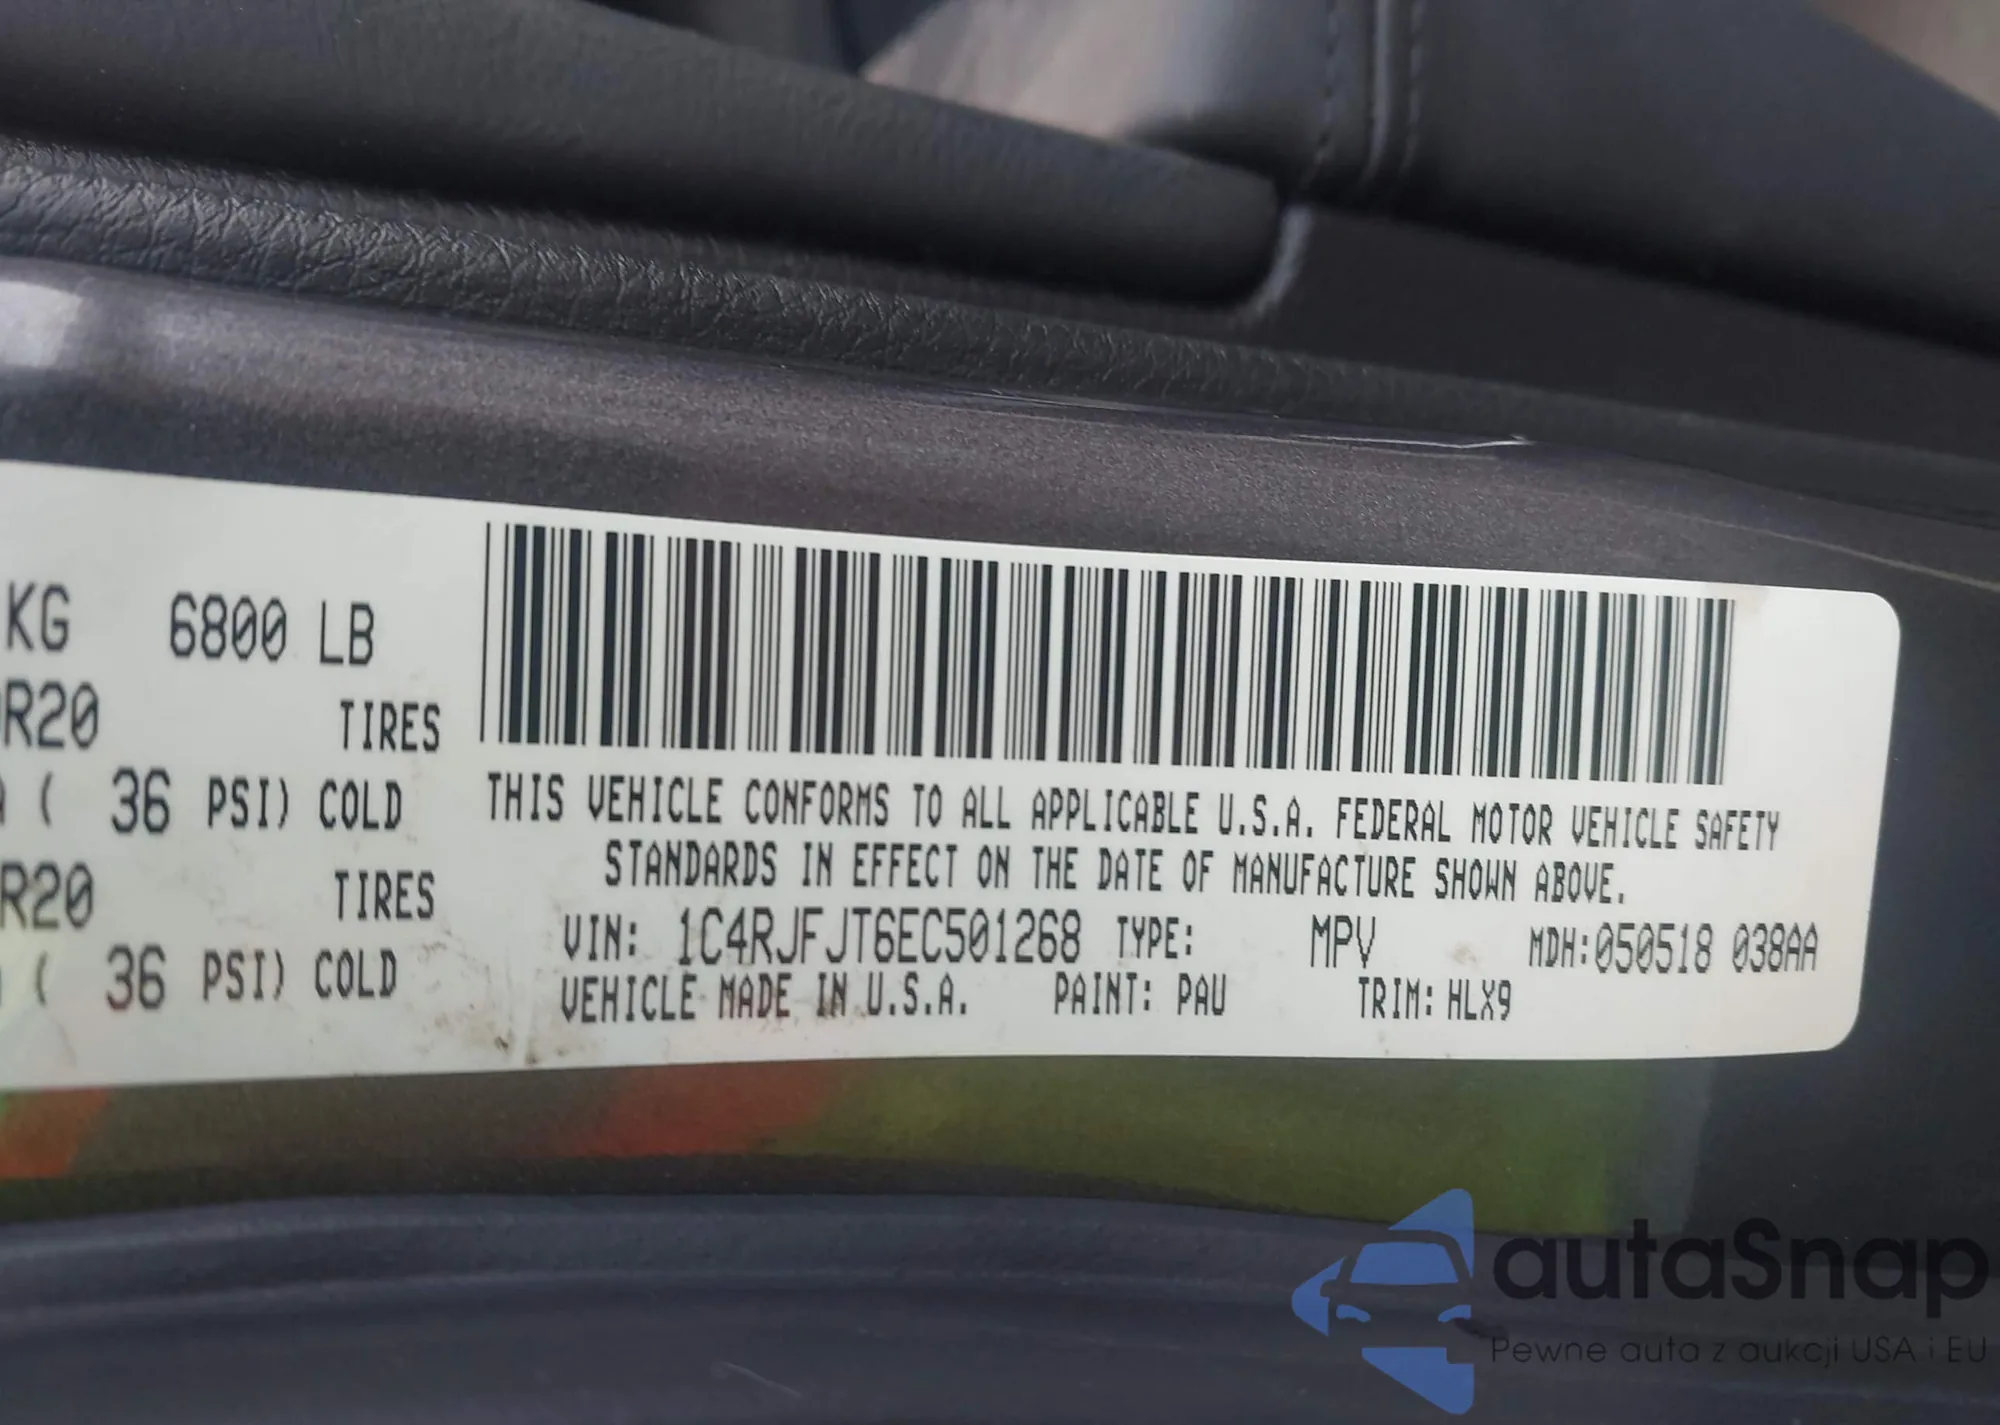 KG 6800 LB
R20 TIRES
( 36 PSI) COLD
R20 TIRES
( 36 PSI) COLD
THIS VEHICLE CONFORMS TO ALL APPLICABLE U.S.A. FEDERAL MOTOR VEHICLE SAFETY
STANDARDS IN EFFECT ON THE DATE OF MANUFACTURE SHOWN ABOVE.
VIN: 1C4RJFJT6EC501268 TYPE: MPV MDH:050518 038AA
VEHICLE MADE IN U.S.A. PAINT: PAU TRIM: HLX9
autaSnap
Pewne auta z aukcji USA i EU